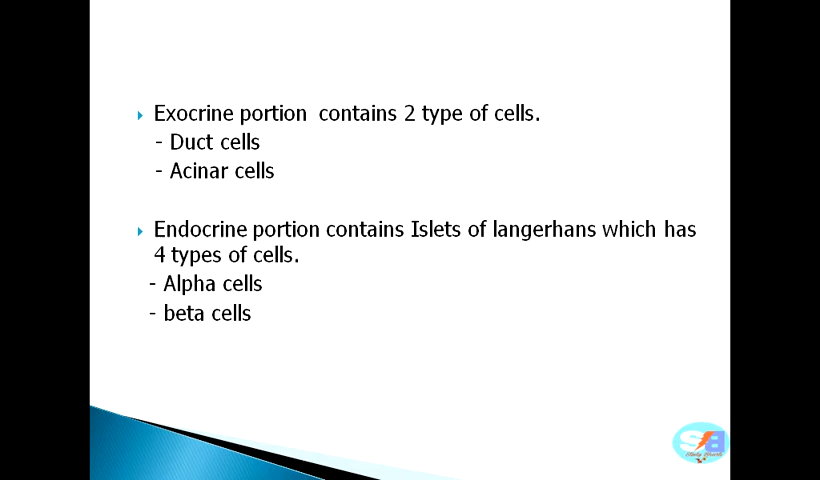 Exocrine portion contains 2 type of cells.
- Duct cells
- Acinar cells
Endocrine portion contains Islets of langerhans which has
4 types of cells.
- Alpha cells
- beta cells